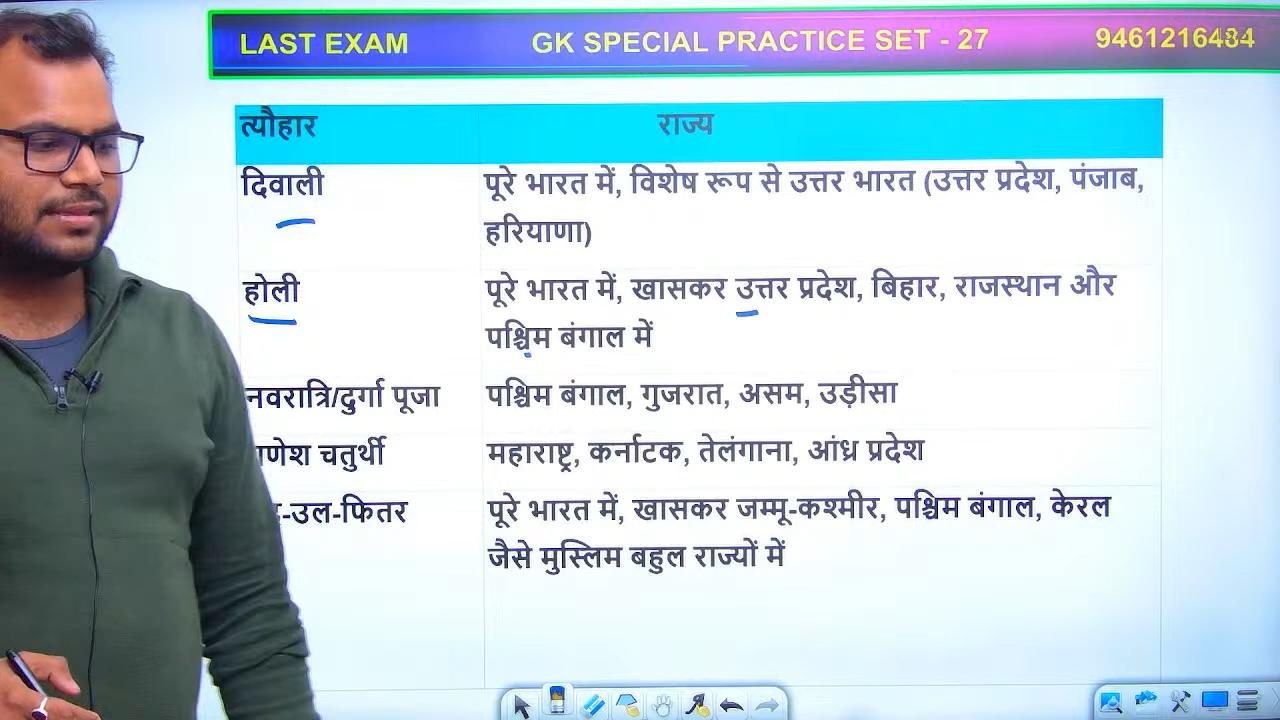 LAST EXAM GK SPECIAL PRACTICE SET - 27 9461216484
त्यौहार राज्य
दिवाली पूरे भारत में, विशेष रूप से उत्तर भारत (उत्तर प्रदेश, पंजाब,
हरियाणा)
होली पूरे भारत में, खासकर उत्तर प्रदेश, बिहार, राजस्थान और
पश्चिम बंगाल में
नवरात्रि/दुर्गा पूजा पश्चिम बंगाल, गुजरात, असम, उड़ीसा
चतुर्थी महाराष्ट्र, कर्नाटक, तेलंगाना, आंध्र प्रदेश
-उल-फितर पूरे भारत में, खासकर जम्मू-कश्मीर, पश्चिम बंगाल, केरल
जैसे मुस्लिम बहुल राज्यों में